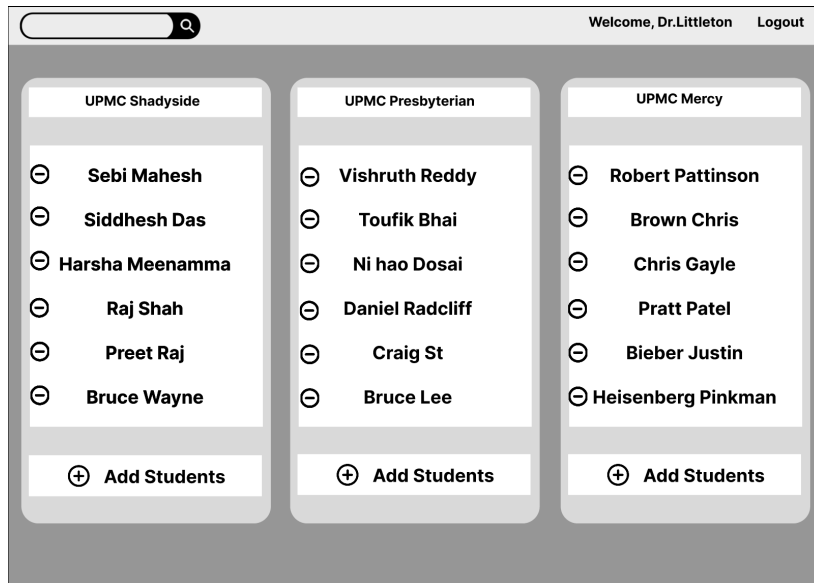 Welcome, Dr.Littleton
Logout
UPMC Shadyside
Sebi Mahesh
Siddhesh Das
Harsha Meenamma
Raj Shah
Preet Raj
Bruce Wayne
Add Students
UPMC Presbyterian
Vishruth Reddy
Toufik Bhai
Ni hao Dosai
Daniel Radcliff
Craig St
Bruce Lee
Add Students
UPMC Mercy
Robert Pattinson
Brown Chris
Chris Gayle
Pratt Patel
Bieber Justin
Heisenberg Pinkman
Add Students